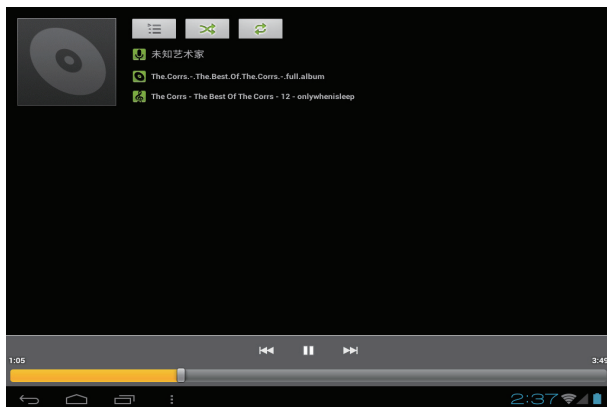 未知艺术家
The.Corrs.-.The.Best.Of.The.Corrs.-.full.album
The Corrs - The Best Of The Corrs - 12 - onlywhenisleep
1:05
3:49
2:37